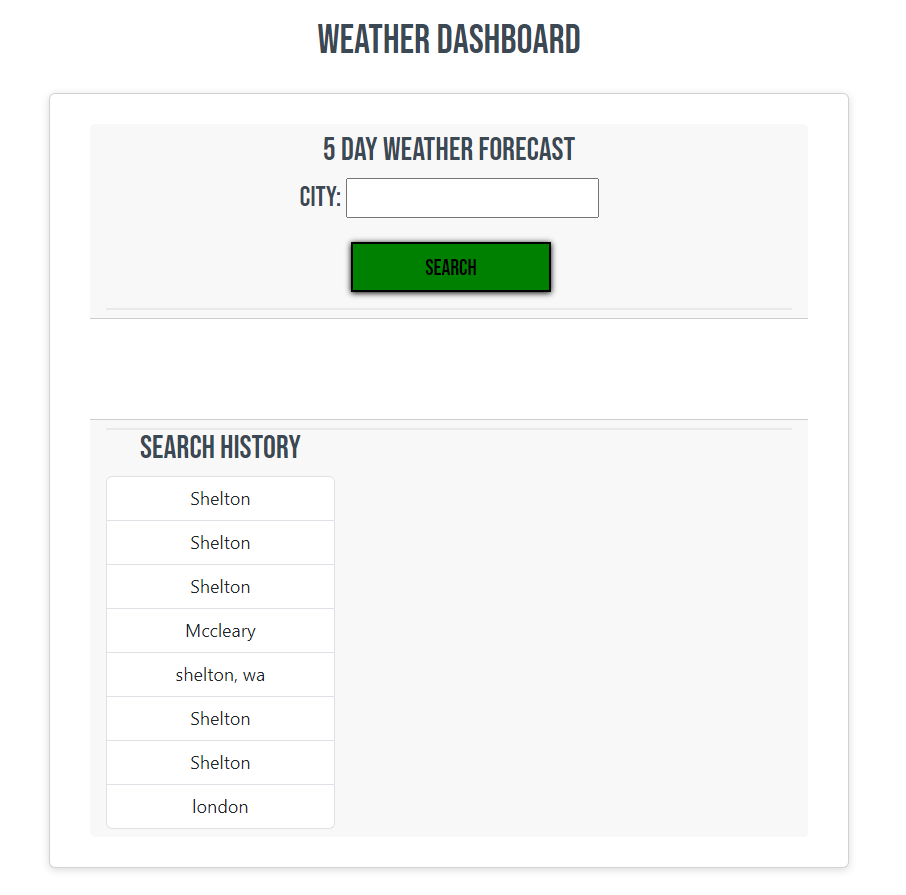 WEATHER DASHBOARD
5 DAY WEATHER FORECAST
CITY:
SEARCH
SEARCH HISTORY
Shelton
Shelton
Shelton
Mccleary
shelton, wa
Shelton
Shelton
london